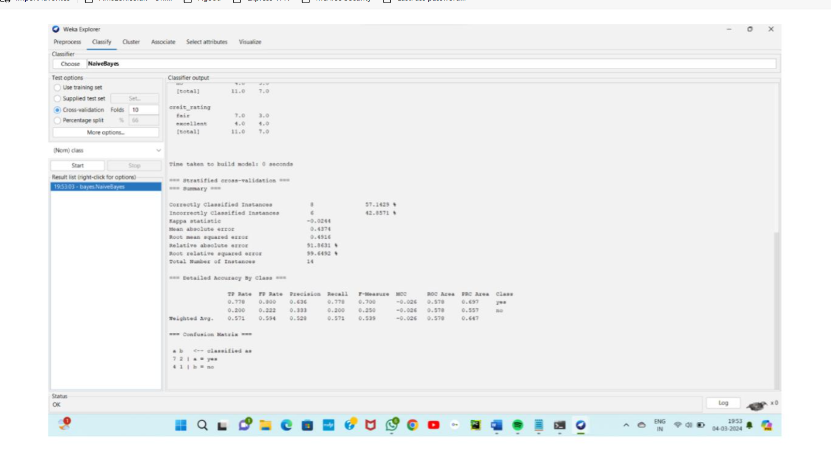 Weka Explorer
Preprocess Classify Cluster Associate Select attributes Visualize
Classifier
Choose NaiveBayes
Test options
Use training set
Supplied test set Set...
Cross-validation Folds 10
Percentage split % 66
More options...
(Nom) class
Start Stop
Result list (right-click for options)
19:53:03 - bayes.NaiveBayes
Classifier output
[total] 11.0 7.0
creit_rating
fair 7.0 3.0
excellent 4.0 4.0
[total] 11.0 7.0
Time taken to build model: 0 seconds
=== Stratified cross-validation ===
=== Summary ===
Correctly Classified Instances 8 57.1429 %
Incorrectly Classified Instances 6 42.8571 %
Kappa statistic -0.0244
Mean absolute error 0.4374
Root mean squared error 0.4916
Relative absolute error 91.8631 %
Root relative squared error 99.6492 %
Total Number of Instances 14
=== Detailed Accuracy By Class ===
TP Rate FP Rate Precision Recall F-Measure MCC ROC Area PRC Area Class
0.778 0.800 0.636 0.778 0.700 -0.026 0.578 0.697 yes
0.200 0.222 0.333 0.200 0.250 -0.026 0.578 0.557 no
Weighted Avg. 0.571 0.594 0.528 0.571 0.539 -0.026 0.578 0.647
=== Confusion Matrix ===
a b <-- classified as
7 2 | a = yes
4 1 | b = no
Status
OK
Log
x 0
ENG
IN
19:53
04-03-2024